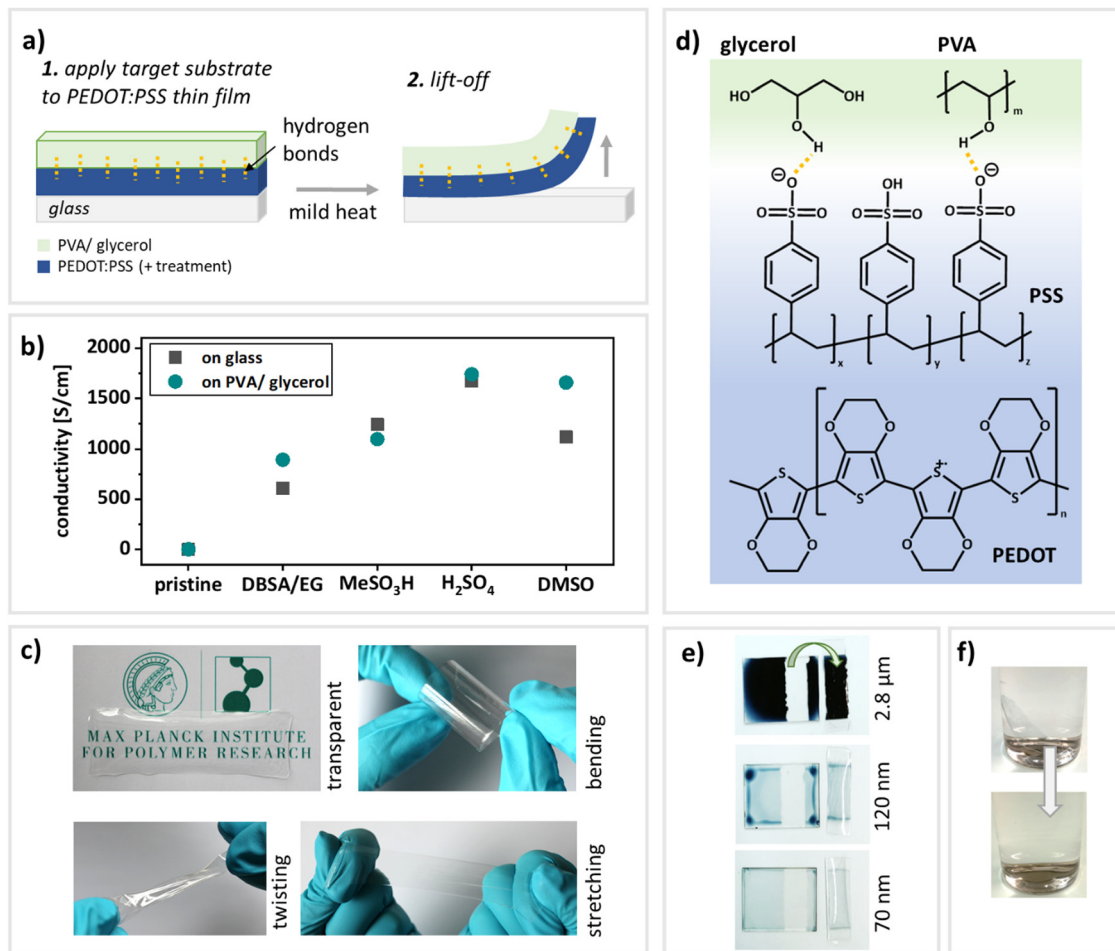 a)
1. apply target substrate
to PEDOT:PSS thin film
2. lift-off
hydrogen
bonds
glass
mild heat
PVA/ glycerol
PEDOT:PSS (+ treatment)
b)
on glass
on PVA/ glycerol
conductivity [S/cm]
2000
1500
1000
500
0
pristine
DBSA/EG
MeSO₃H
H₂SO₄
DMSO
c)
MAX PLANCK INSTITUTE
FOR POLYMER RESEARCH
transparent
bending
twisting
stretching
d)
glycerol
PVA
HO
OH
O
H
m
O
H
⊖
O
OH
O
⊖
O=S=O
O=S=O
O=S=O
PSS
x
y
z
O
O
O
O
S
S
+•
S
S
n
O
O
O
O
PEDOT
e)
2.8 µm
120 nm
70 nm
f)